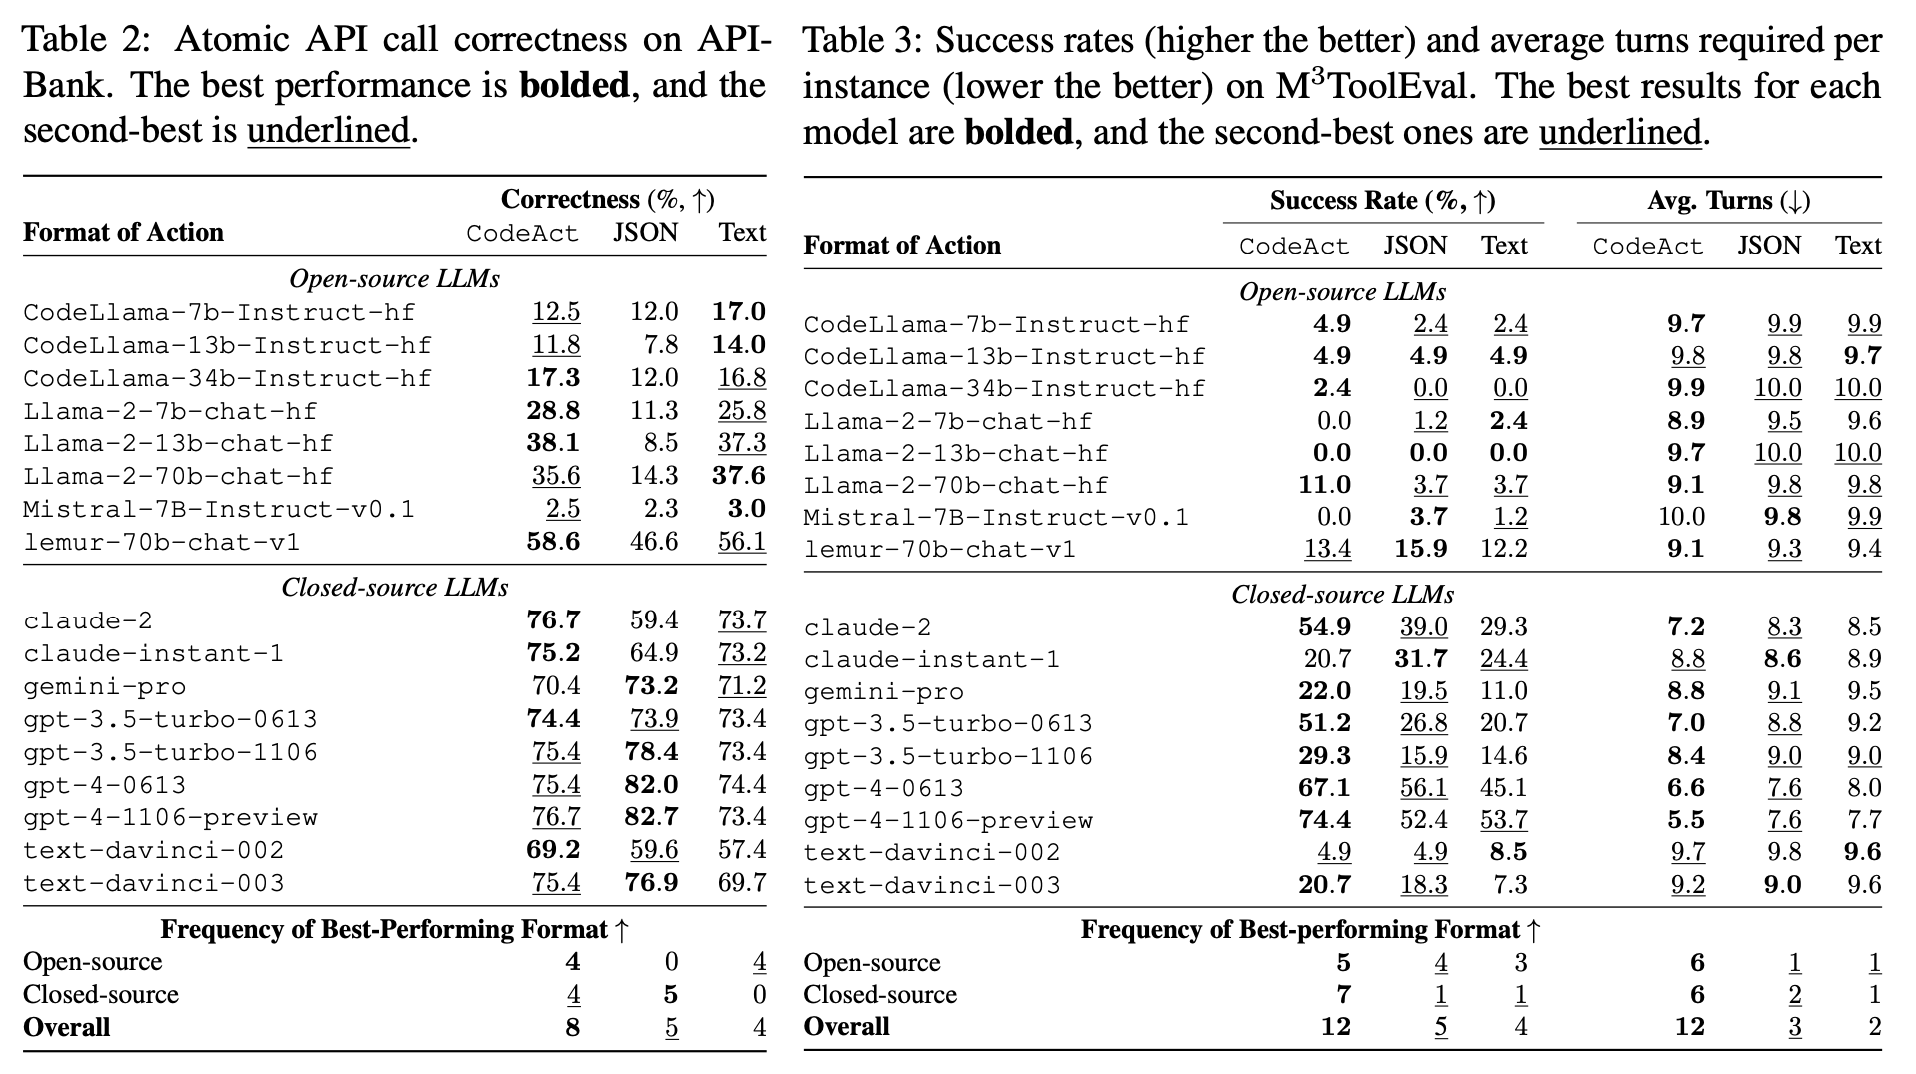 Table 2: Atomic API call correctness on API-
Bank. The best performance is bolded, and the
second-best is underlined.
Correctness (%, ↑)
Format of Action CodeAct JSON Text
Open-source LLMs
CodeLlama-7b-Instruct-hf 12.5 12.0 17.0
CodeLlama-13b-Instruct-hf 11.8 7.8 14.0
CodeLlama-34b-Instruct-hf 17.3 12.0 16.8
Llama-2-7b-chat-hf 28.8 11.3 25.8
Llama-2-13b-chat-hf 38.1 8.5 37.3
Llama-2-70b-chat-hf 35.6 14.3 37.6
Mistral-7B-Instruct-v0.1 2.5 2.3 3.0
lemur-70b-chat-v1 58.6 46.6 56.1
Closed-source LLMs
claude-2 76.7 59.4 73.7
claude-instant-1 75.2 64.9 73.2
gemini-pro 70.4 73.2 71.2
gpt-3.5-turbo-0613 74.4 73.9 73.4
gpt-3.5-turbo-1106 75.4 78.4 73.4
gpt-4-0613 75.4 82.0 74.4
gpt-4-1106-preview 76.7 82.7 73.4
text-davinci-002 69.2 59.6 57.4
text-davinci-003 75.4 76.9 69.7
Frequency of Best-Performing Format ↑
Open-source 4 0 4
Closed-source 4 5 0
Overall 8 5 4
Table 3: Success rates (higher the better) and average turns required per
instance (lower the better) on M³ToolEval. The best results for each
model are bolded, and the second-best ones are underlined.
Success Rate (%, ↑) Avg. Turns (↓)
Format of Action CodeAct JSON Text CodeAct JSON Text
Open-source LLMs
CodeLlama-7b-Instruct-hf 4.9 2.4 2.4 9.7 9.9 9.9
CodeLlama-13b-Instruct-hf 4.9 4.9 4.9 9.8 9.8 9.7
CodeLlama-34b-Instruct-hf 2.4 0.0 0.0 9.9 10.0 10.0
Llama-2-7b-chat-hf 0.0 1.2 2.4 8.9 9.5 9.6
Llama-2-13b-chat-hf 0.0 0.0 0.0 9.7 10.0 10.0
Llama-2-70b-chat-hf 11.0 3.7 3.7 9.1 9.8 9.8
Mistral-7B-Instruct-v0.1 0.0 3.7 1.2 10.0 9.8 9.9
lemur-70b-chat-v1 13.4 15.9 12.2 9.1 9.3 9.4
Closed-source LLMs
claude-2 54.9 39.0 29.3 7.2 8.3 8.5
claude-instant-1 20.7 31.7 24.4 8.8 8.6 8.9
gemini-pro 22.0 19.5 11.0 8.8 9.1 9.5
gpt-3.5-turbo-0613 51.2 26.8 20.7 7.0 8.8 9.2
gpt-3.5-turbo-1106 29.3 15.9 14.6 8.4 9.0 9.0
gpt-4-0613 67.1 56.1 45.1 6.6 7.6 8.0
gpt-4-1106-preview 74.4 52.4 53.7 5.5 7.6 7.7
text-davinci-002 4.9 4.9 8.5 9.7 9.8 9.6
text-davinci-003 20.7 18.3 7.3 9.2 9.0 9.6
Frequency of Best-performing Format ↑
Open-source 5 4 3 6 1 1
Closed-source 7 1 1 6 2 1
Overall 12 5 4 12 3 2